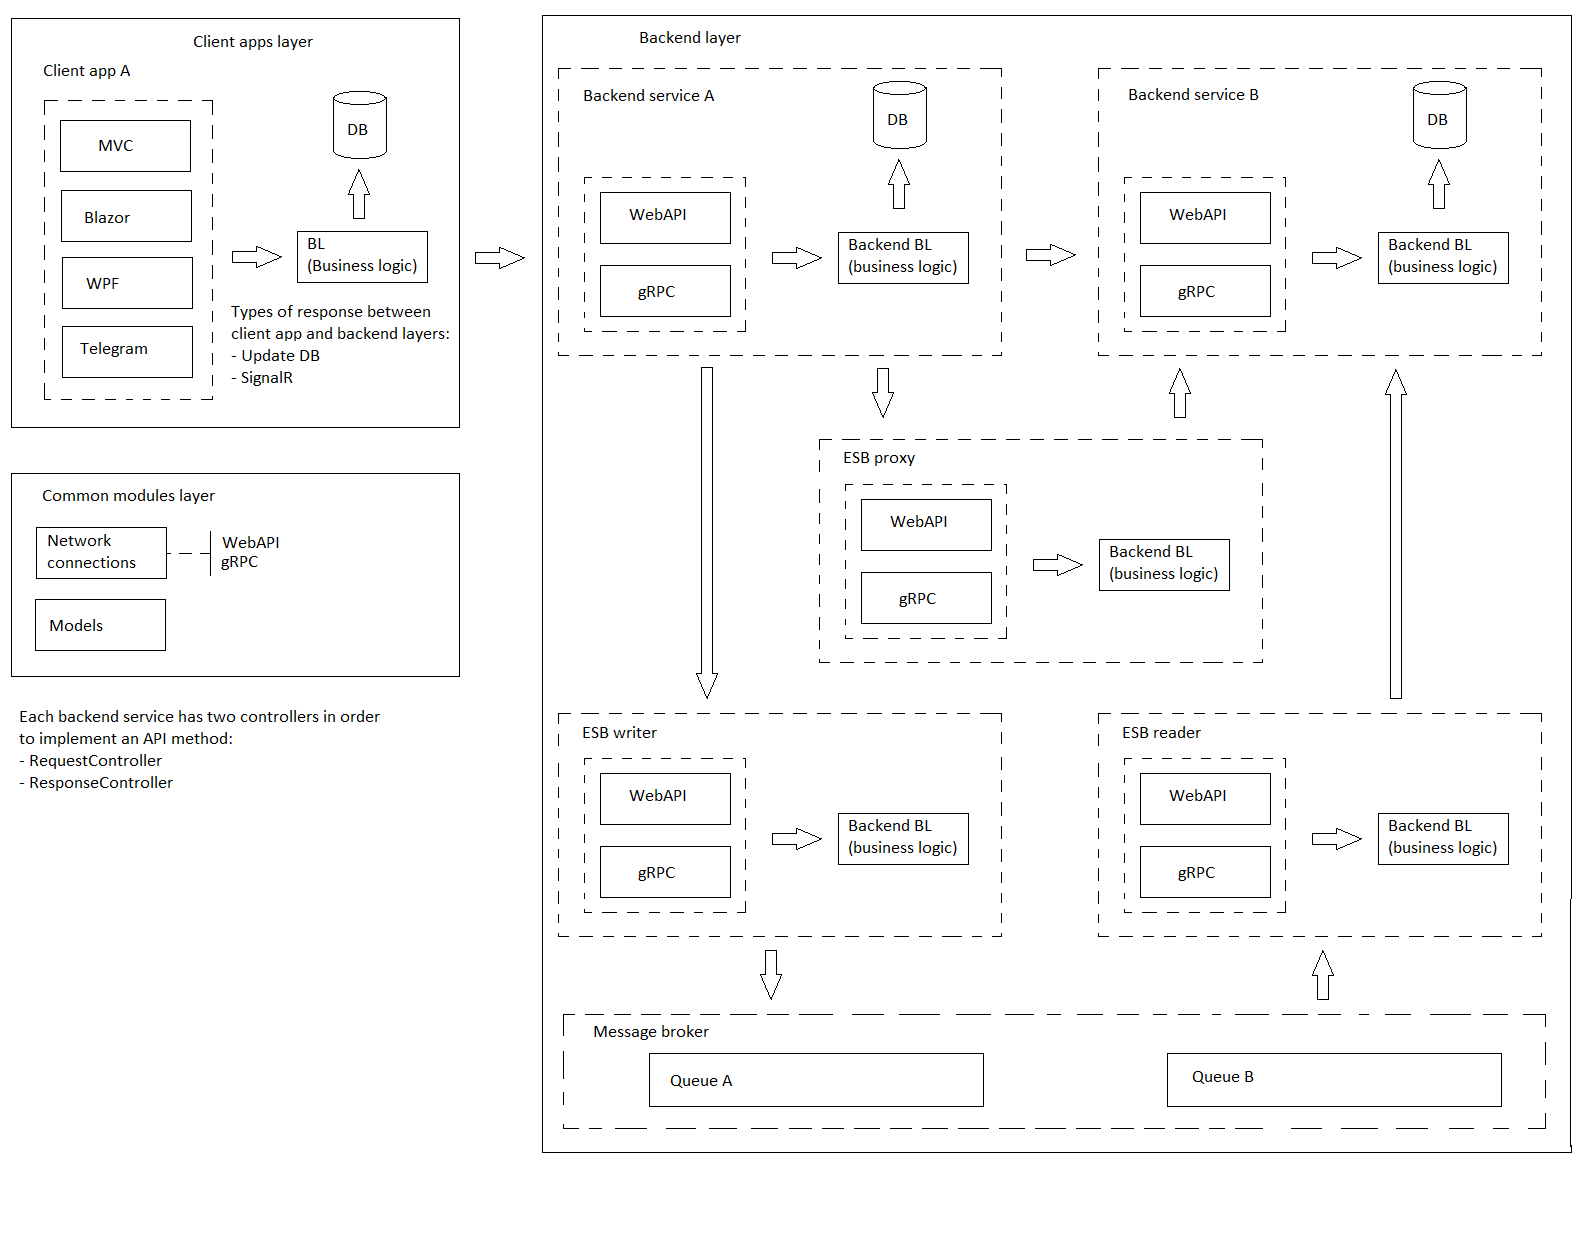 Client apps layer
Client app A
MVC
Blazor
WPF
Telegram
DB
BL
(Business logic)
Types of response between
client app and backend layers:
- Update DB
- SignalR
Common modules layer
Network
connections
WebAPI
gRPC
Models
Each backend service has two controllers in order
to implement an API method:
- RequestController
- ResponseController
Backend layer
Backend service A
WebAPI
gRPC
DB
Backend BL
(business logic)
Backend service B
WebAPI
gRPC
DB
Backend BL
(business logic)
ESB proxy
WebAPI
gRPC
Backend BL
(business logic)
ESB writer
WebAPI
gRPC
Backend BL
(business logic)
ESB reader
WebAPI
gRPC
Backend BL
(business logic)
Message broker
Queue A
Queue B